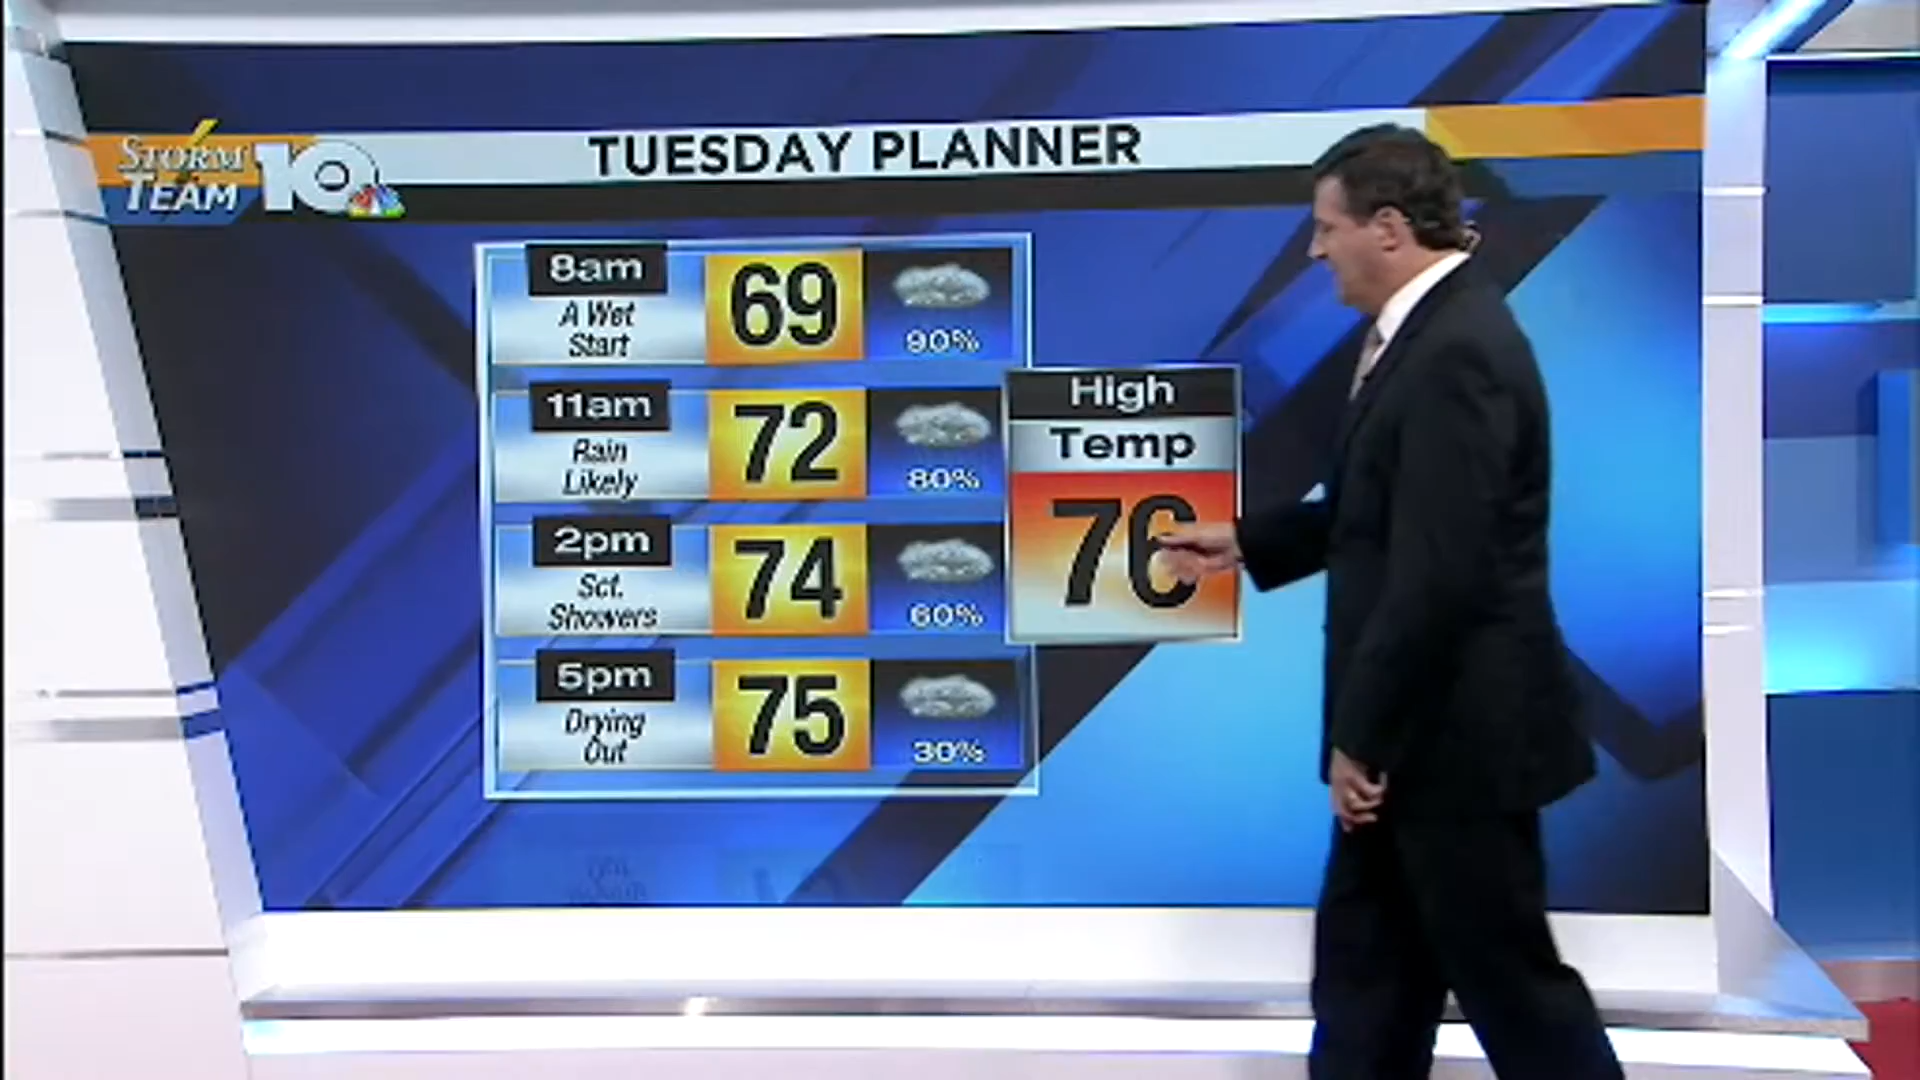 STORM
TEAM 10
TUESDAY PLANNER
8am
A Wet
Start
69
90%
11am
Rain
Likely
72
80%
2pm
Sct.
Showers
74
60%
5pm
Drying
Out
75
30%
High
Temp
76